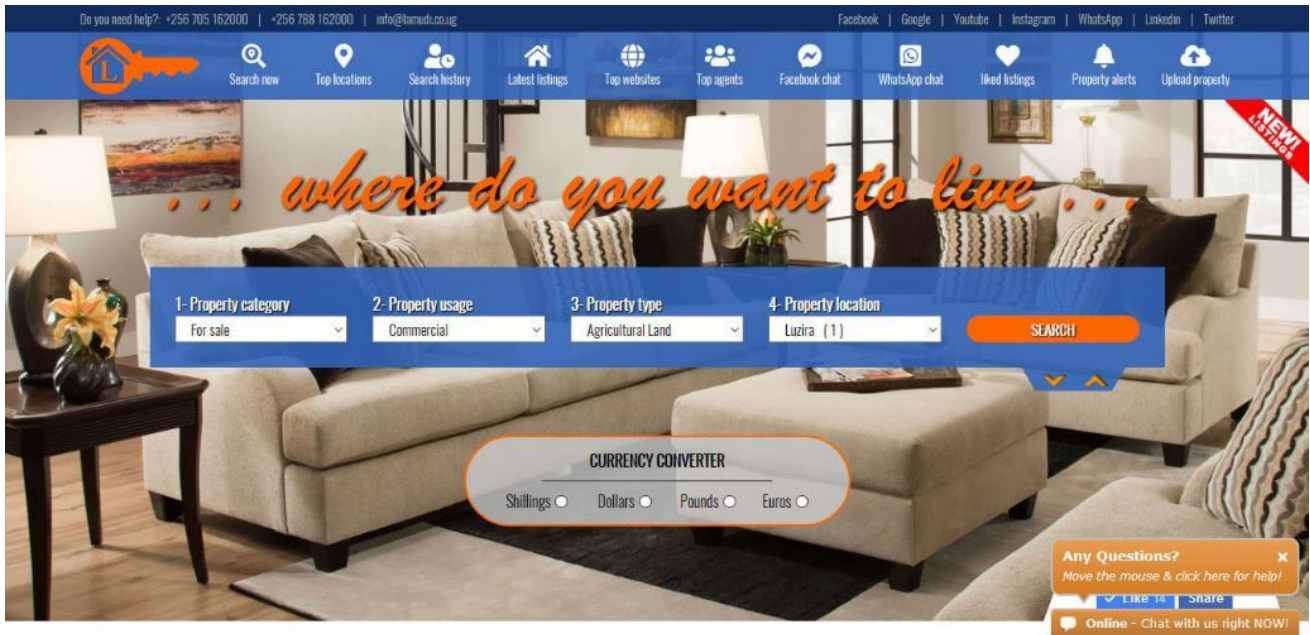 Do you need help?: +256 705 162000 | +256 788 162000 | info@lamudi.co.ug
Facebook | Google | Youtube | Instagram | WhatsApp | Linkedin | Twitter
L
Search now
Top locations
Search history
Latest listings
Top websites
Top agents
Facebook chat
WhatsApp chat
liked listings
Property alerts
Upload property
NEW!
LISTINGS
... where do you want to live ...
1- Property category
2- Property usage
3- Property type
4- Property location
For sale
Commercial
Agricultural Land
Luzira ( 1 )
SEARCH
CURRENCY CONVERTER
Shillings
Dollars
Pounds
Euros
Any Questions? x
Move the mouse & click here for help!
Like 14
Share
Online - Chat with us right NOW!